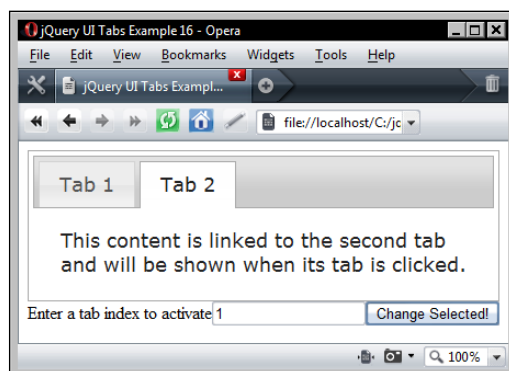 jQuery UI Tabs Example 16 - Opera
File Edit View Bookmarks Widgets Tools Help
jQuery UI Tabs Exampl...
file://localhost/C:/jc
Tab 1 Tab 2
This content is linked to the second tab
and will be shown when its tab is clicked.
Enter a tab index to activate 1 Change Selected!
100%